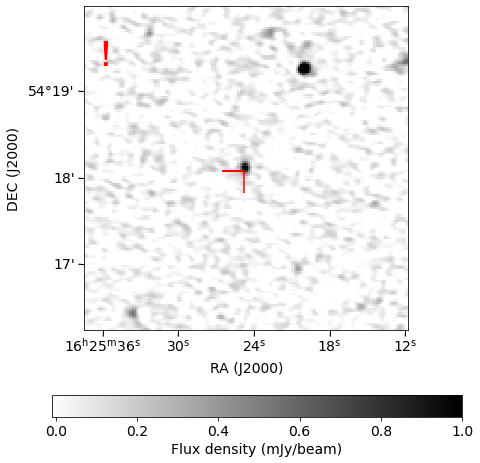 !
54°19'
18'
17'
DEC (J2000)
16ʰ25ᵐ36ˢ 30ˢ 24ˢ 18ˢ 12ˢ
RA (J2000)
0.0 0.2 0.4 0.6 0.8 1.0
Flux density (mJy/beam)